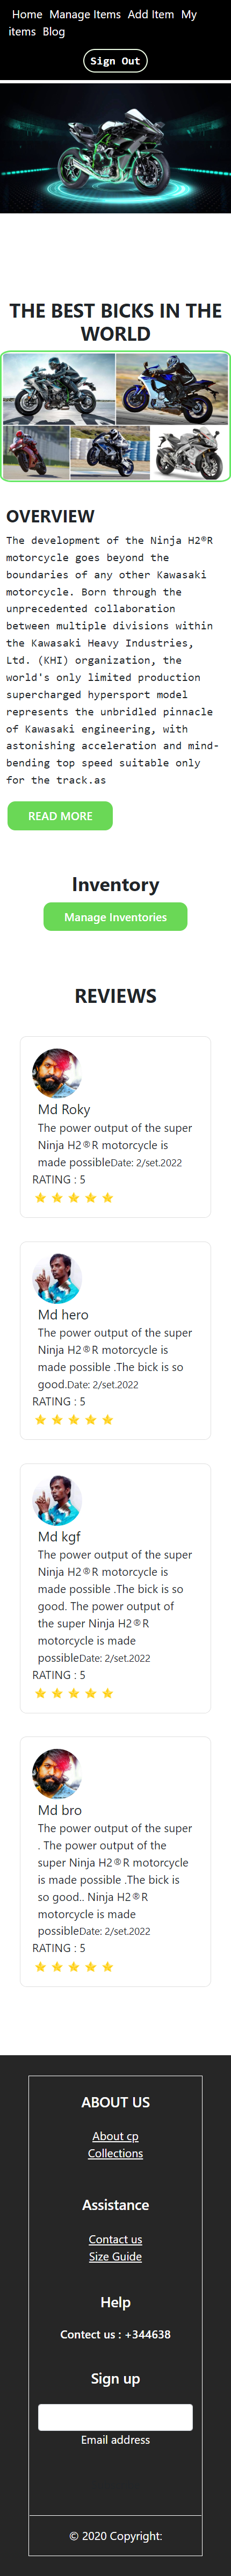 Home Manage Items Add Item My
items Blog
Sign Out
THE BEST BICKS IN THE
WORLD
OVERVIEW
The development of the Ninja H2®R
motorcycle goes beyond the
boundaries of any other Kawasaki
motorcycle. Born through the
unprecedented collaboration
between multiple divisions within
the Kawasaki Heavy Industries,
Ltd. (KHI) organization, the
world's only limited production
supercharged hypersport model
represents the unbridled pinnacle
of Kawasaki engineering, with
astonishing acceleration and mind-
bending top speed suitable only
for the track.as
READ MORE
Inventory
Manage Inventories
REVIEWS
Md Roky
The power output of the super
Ninja H2®R motorcycle is
made possibleDate: 2/set.2022
RATING : 5
Md hero
The power output of the super
Ninja H2®R motorcycle is
made possible .The bick is so
good.Date: 2/set.2022
RATING : 5
Md kgf
The power output of the super
Ninja H2®R motorcycle is
made possible .The bick is so
good. The power output of
the super Ninja H2®R
motorcycle is made
possibleDate: 2/set.2022
RATING : 5
Md bro
The power output of the super
. The power output of the
super Ninja H2®R motorcycle
is made possible .The bick is
so good.. Ninja H2®R
motorcycle is made
possibleDate: 2/set.2022
RATING : 5
ABOUT US
About cp
Collections
Assistance
Contact us
Size Guide
Help
Contect us : +344638
Sign up
Email address
© 2020 Copyright: